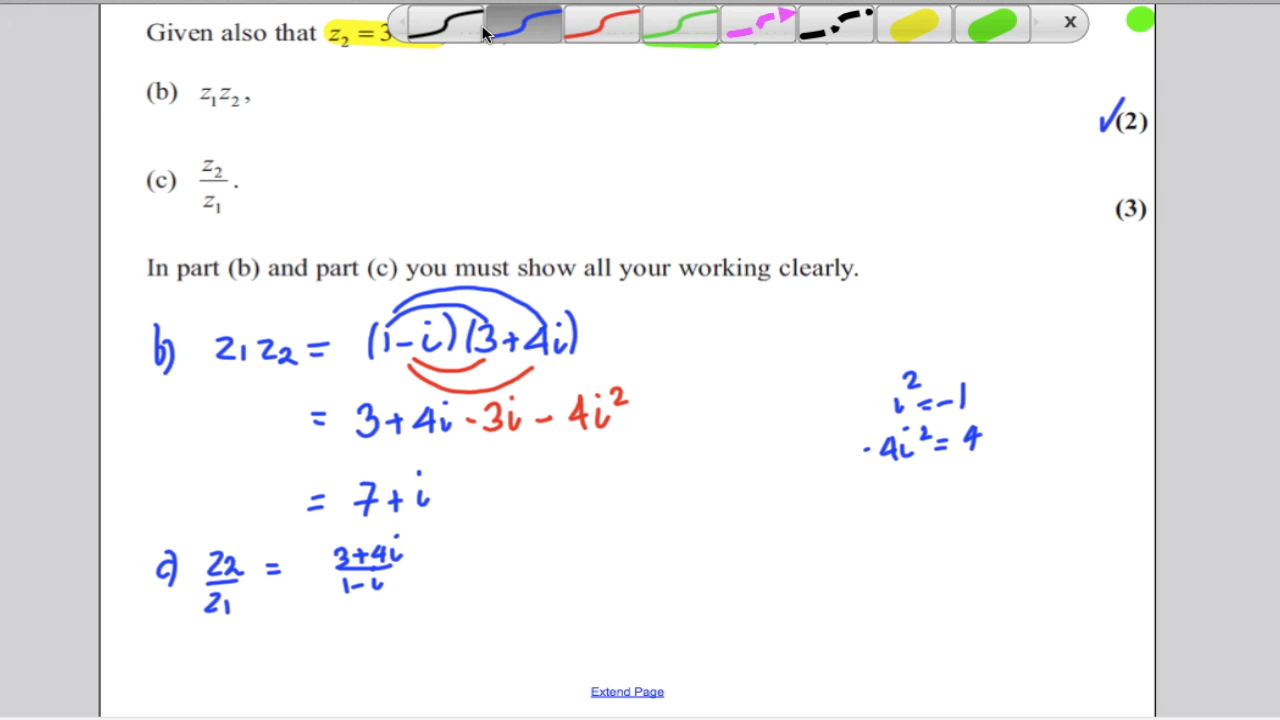 Given also that z₂ = 3
x
(b) z₁z₂,
✓(2)
(c) z₂/z₁.
(3)
In part (b) and part (c) you must show all your working clearly.
b) z₁z₂ = (1-i)(3+4i)
= 3+4i-3i-4i²
i²=-1
-4i²=4
= 7+i
c) z₂/z₁ = 3+4i/1-i
Extend Page